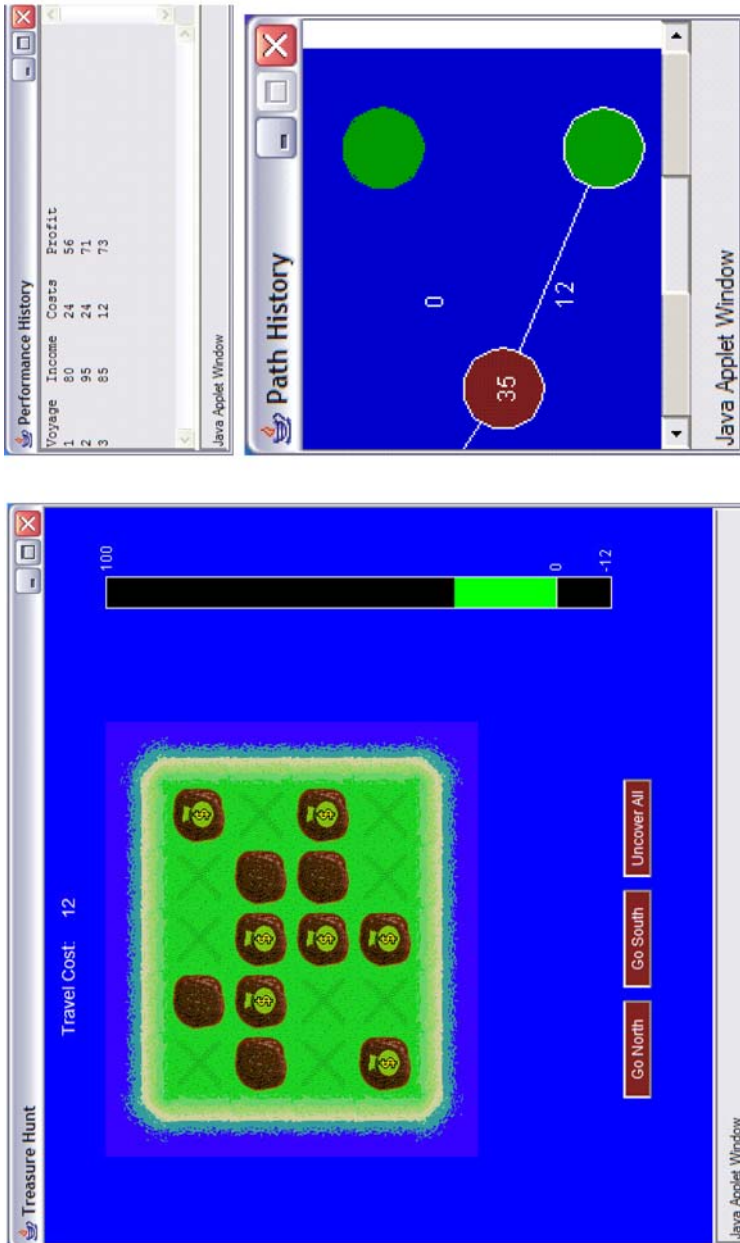 Treasure Hunt
Travel Cost: 12
100
0
-12
Go North
Go South
Uncover All
Java Applet Window
Performance History
Voyage Income Costs Profit
1 80 24 56
2 95 24 71
3 85 12 73
Java Applet Window
Path History
0
12
35
Java Applet Window